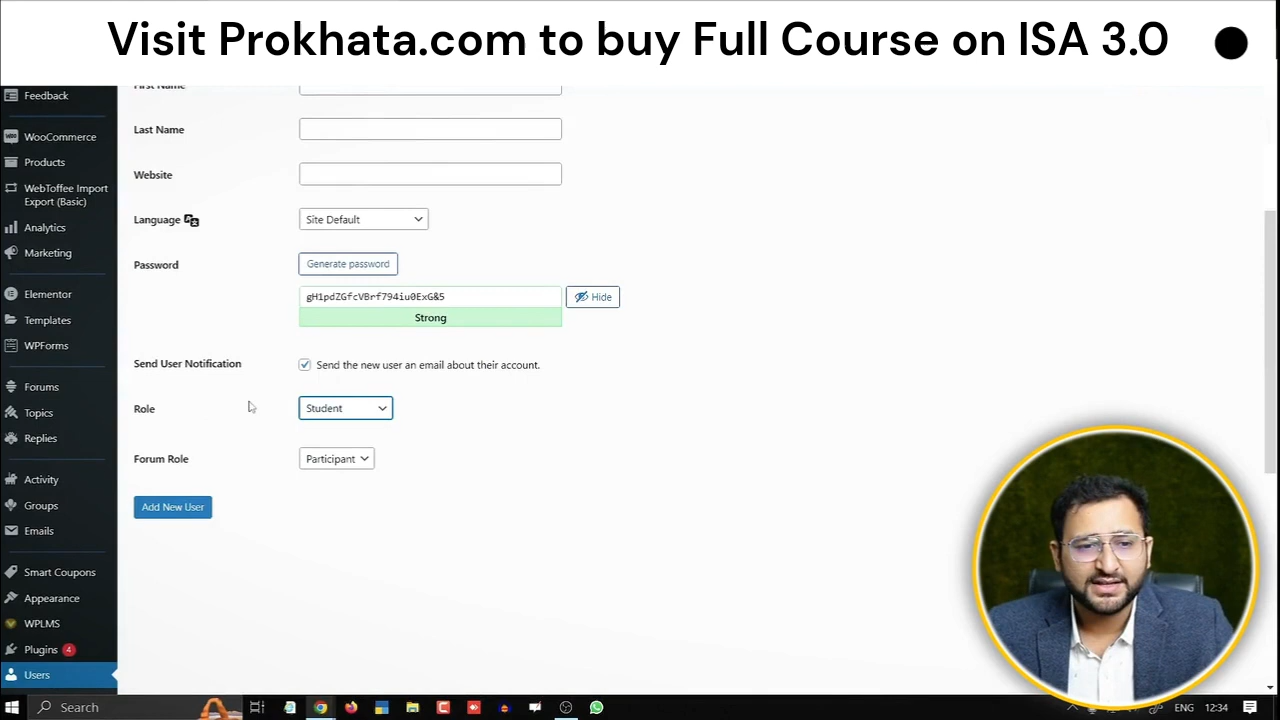 Visit Prokhata.com to buy Full Course on ISA 3.0
First Name
Feedback
WooCommerce
Last Name
Products
Website
WebToffee Import
Export (Basic)
Language
Site Default
Analytics
Marketing
Password
Generate password
Elementor
gH1pdZGfcVBrf794iu0ExG&5
Hide
Templates
Strong
WPForms
Send User Notification
Send the new user an email about their account.
Forums
Topics
Role
Student
Replies
Forum Role
Participant
Activity
Groups
Add New User
Emails
Smart Coupons
Appearance
WPLMS
Plugins 4
Users
Search
ENG
12:34